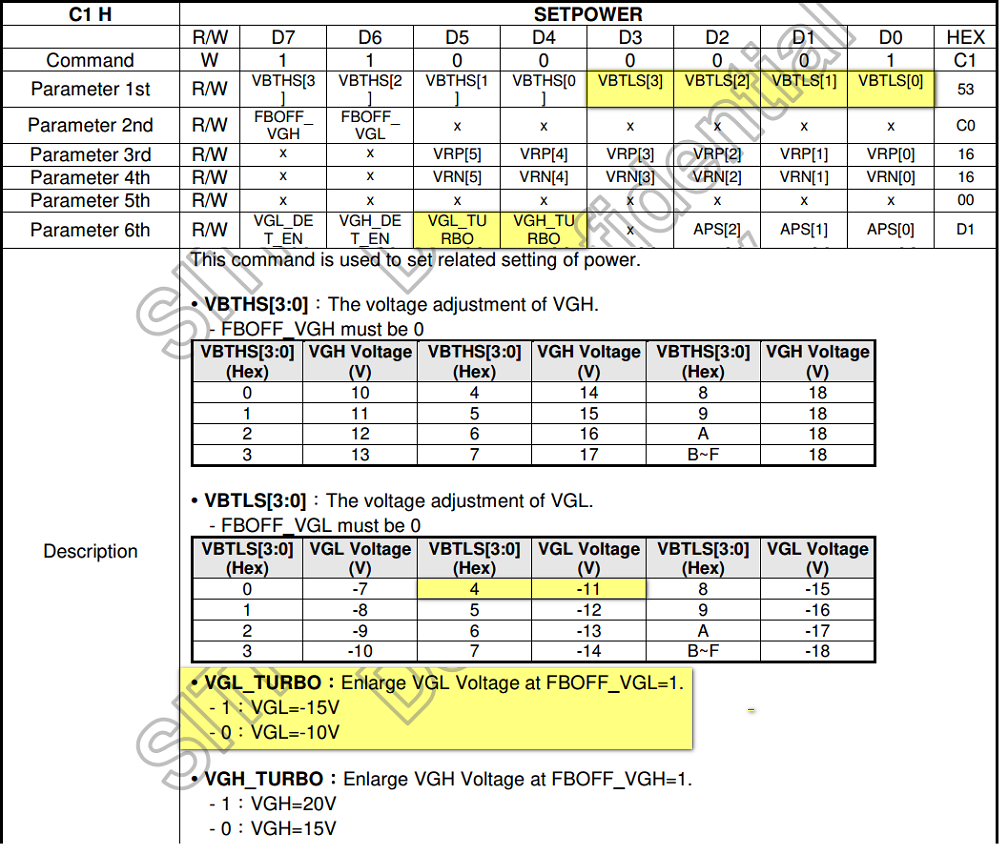 C1 H SETPOWER
R/W D7 D6 D5 D4 D3 D2 D1 D0 HEX
Command W 1 1 0 0 0 0 0 1 C1
Parameter 1st R/W VBTHS[3] VBTHS[2] VBTHS[1] VBTHS[0] VBTLS[3] VBTLS[2] VBTLS[1] VBTLS[0] 53
Parameter 2nd R/W FBOFF_VGH FBOFF_VGL x x x x x x C0
Parameter 3rd R/W x x VRP[5] VRP[4] VRP[3] VRP[2] VRP[1] VRP[0] 16
Parameter 4th R/W x x VRN[5] VRN[4] VRN[3] VRN[2] VRN[1] VRN[0] 16
Parameter 5th R/W x x x x x x x x 00
Parameter 6th R/W VGL_DET_EN VGH_DET_EN VGL_TURBO VGH_TURBO x APS[2] APS[1] APS[0] D1
Description
This command is used to set related setting of power.
• VBTHS[3:0]：The voltage adjustment of VGH.
- FBOFF_VGH must be 0
VBTHS[3:0] (Hex) VGH Voltage (V) VBTHS[3:0] (Hex) VGH Voltage (V) VBTHS[3:0] (Hex) VGH Voltage (V)
0 10 4 14 8 18
1 11 5 15 9 18
2 12 6 16 A 18
3 13 7 17 B~F 18
• VBTLS[3:0]：The voltage adjustment of VGL.
- FBOFF_VGL must be 0
VBTLS[3:0] (Hex) VGL Voltage (V) VBTLS[3:0] (Hex) VGL Voltage (V) VBTLS[3:0] (Hex) VGL Voltage (V)
0 -7 4 -11 8 -15
1 -8 5 -12 9 -16
2 -9 6 -13 A -17
3 -10 7 -14 B~F -18
• VGL_TURBO：Enlarge VGL Voltage at FBOFF_VGL=1.
- 1：VGL=-15V
- 0：VGL=-10V
• VGH_TURBO：Enlarge VGH Voltage at FBOFF_VGH=1.
- 1：VGH=20V
- 0：VGH=15V